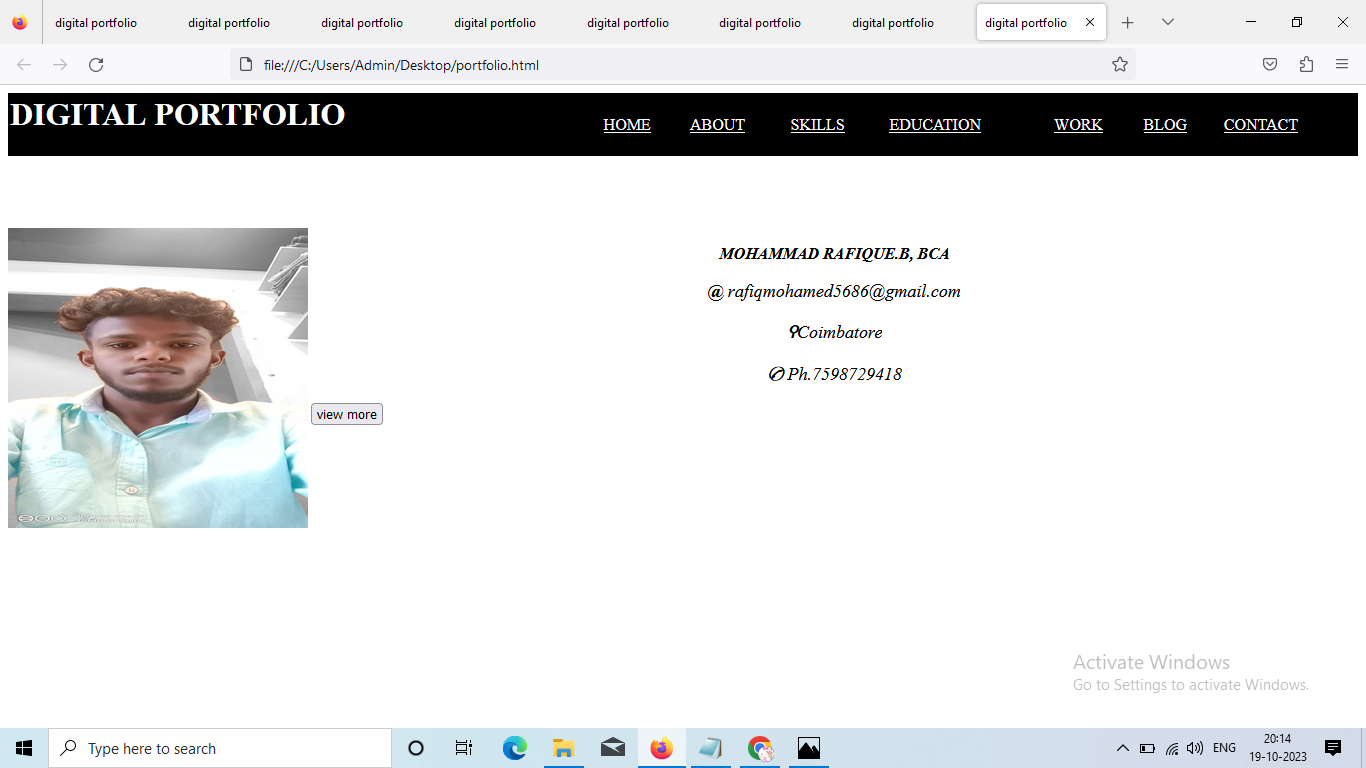 digital portfolio digital portfolio digital portfolio digital portfolio digital portfolio digital portfolio digital portfolio digital portfolio
file:///C:/Users/Admin/Desktop/portfolio.html
DIGITAL PORTFOLIO HOME ABOUT SKILLS EDUCATION WORK BLOG CONTACT
MOHAMMAD RAFIQUE.B, BCA
@ rafiqmohamed5686@gmail.com
Coimbatore
✆ Ph.7598729418
view more
Activate Windows
Go to Settings to activate Windows.
Type here to search
ENG
20:14
19-10-2023